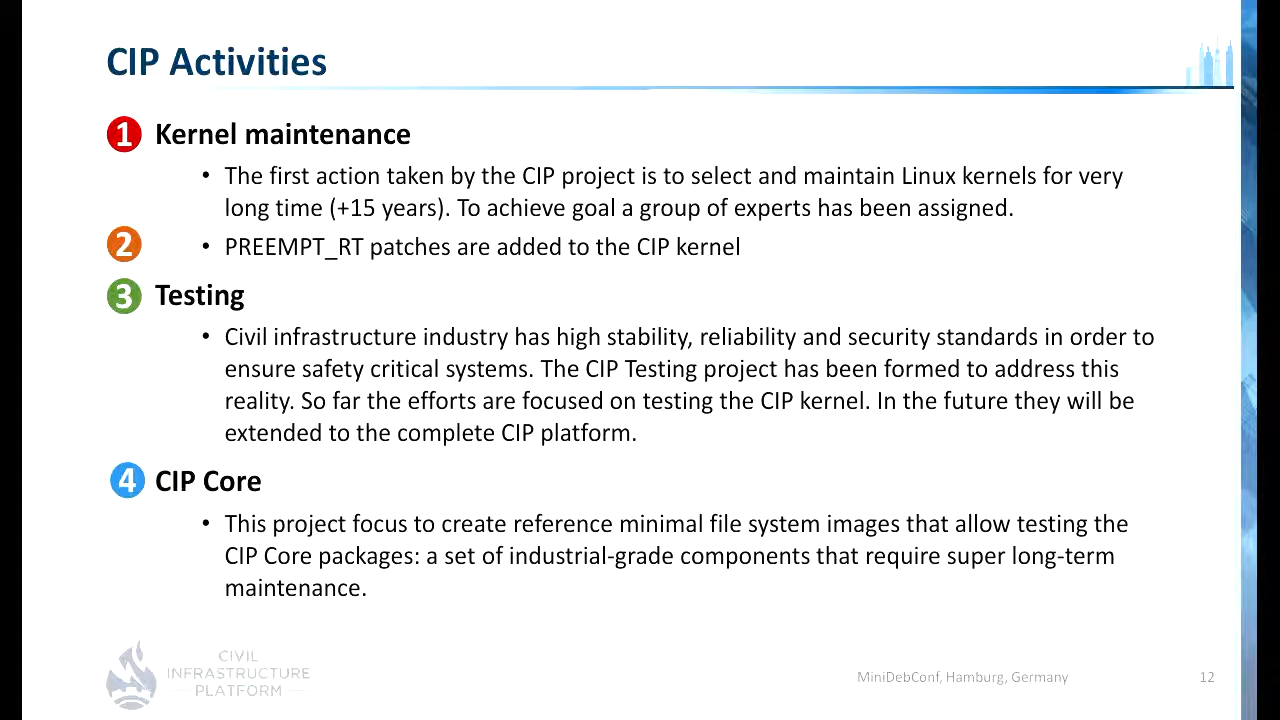 CIP Activities
1 Kernel maintenance
• The first action taken by the CIP project is to select and maintain Linux kernels for very
long time (+15 years). To achieve goal a group of experts has been assigned.
2 • PREEMPT_RT patches are added to the CIP kernel
3 Testing
• Civil infrastructure industry has high stability, reliability and security standards in order to
ensure safety critical systems. The CIP Testing project has been formed to address this
reality. So far the efforts are focused on testing the CIP kernel. In the future they will be
extended to the complete CIP platform.
4 CIP Core
• This project focus to create reference minimal file system images that allow testing the
CIP Core packages: a set of industrial-grade components that require super long-term
maintenance.
CIVIL
INFRASTRUCTURE
PLATFORM
MiniDebConf, Hamburg, Germany
12